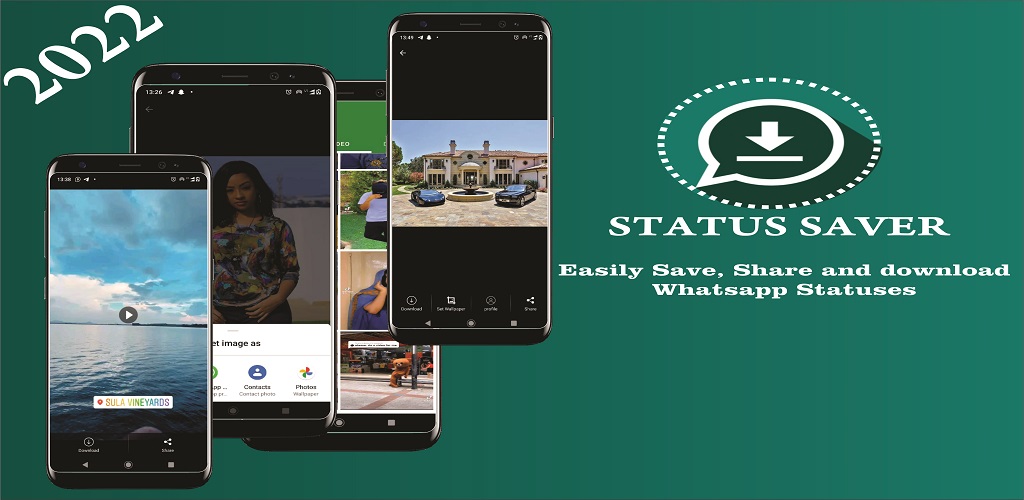 2022
13:38
Download
Share
SULA VINEYARDS
13:26
et image as
Contacts
Contact photo
Photos
Wallpaper
13:49
Download
Set Wallpaper
profile
Share
STATUS SAVER
Easily Save, Share and download
Whatsapp Statuses